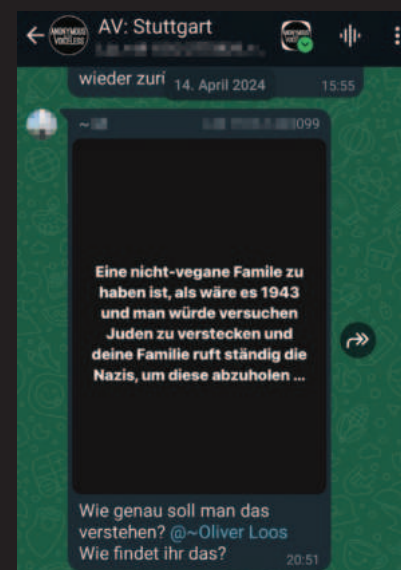 ANONYMOUS
VOICELESS
AV: Stuttgart
wieder zurü
14. April 2024
15:55
~
099
Eine nicht-vegane Famile zu
haben ist, als wäre es 1943
und man würde versuchen
Juden zu verstecken und
deine Familie ruft ständig die
Nazis, um diese abzuholen ...
Wie genau soll man das
verstehen? @~Oliver Loos
Wie findet ihr das?
20:51